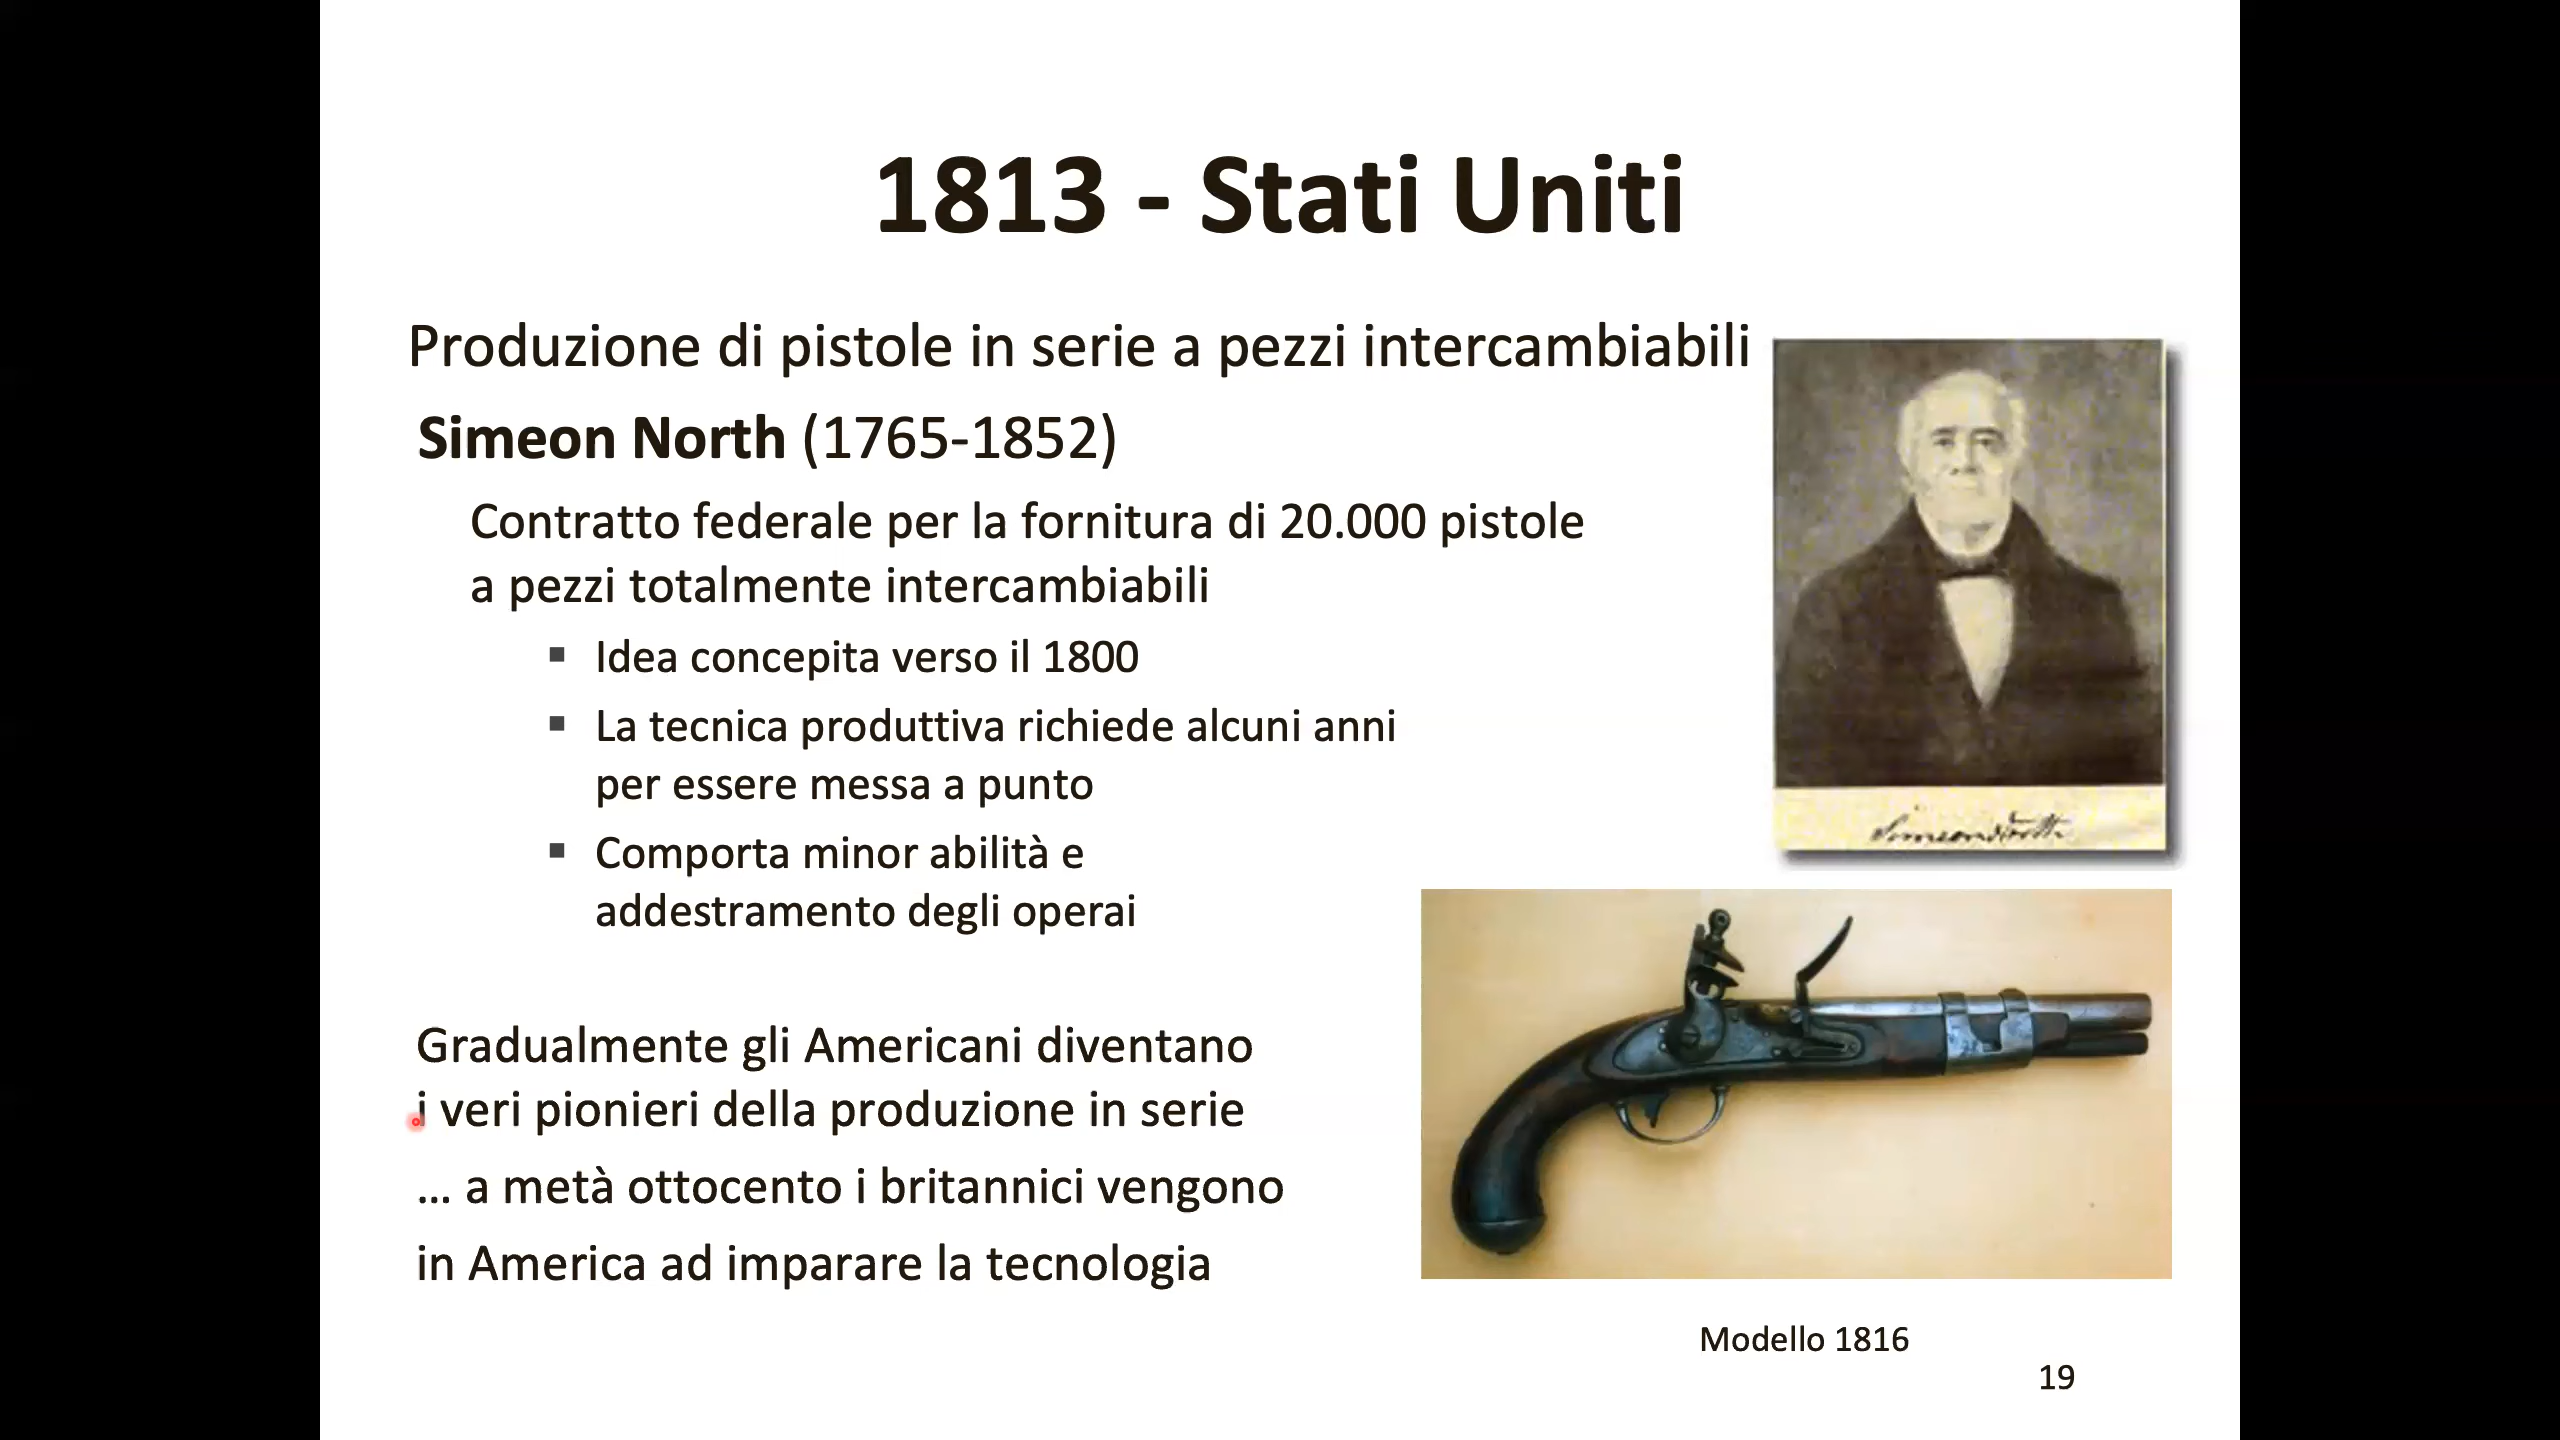 1813 - Stati Uniti
Produzione di pistole in serie a pezzi intercambiabili
Simeon North (1765-1852)
Contratto federale per la fornitura di 20.000 pistole
a pezzi totalmente intercambiabili
▪ Idea concepita verso il 1800
▪ La tecnica produttiva richiede alcuni anni
per essere messa a punto
▪ Comporta minor abilità e
addestramento degli operai
Gradualmente gli Americani diventano
i veri pionieri della produzione in serie
... a metà ottocento i britannici vengono
in America ad imparare la tecnologia
Simeon North
Modello 1816
19